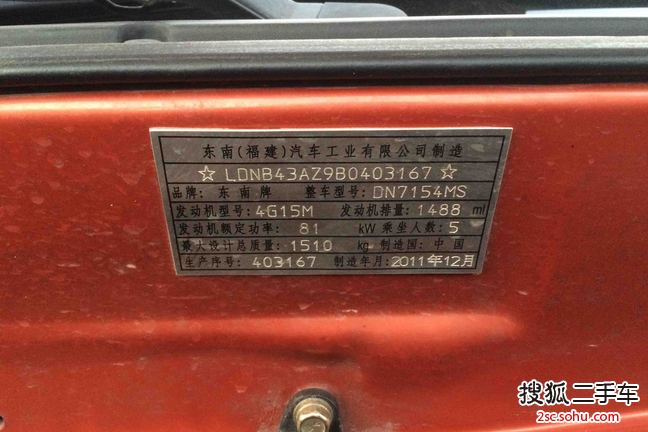 东南(福建)汽车工业有限公司制造
☆ LDNB43AZ9B0403167 ☆
品牌: 东南牌 整车型号: DN7154MS
发动机型号: 4G15M 发动机排量: 1488 ml
发动机额定功率: 81 kW 乘坐人数: 5
最大设计总质量: 1510 kg 制造国: 中国
生产序号: 403167 制造年月: 2011年12月
搜狐二手车
2sc.sohu.com